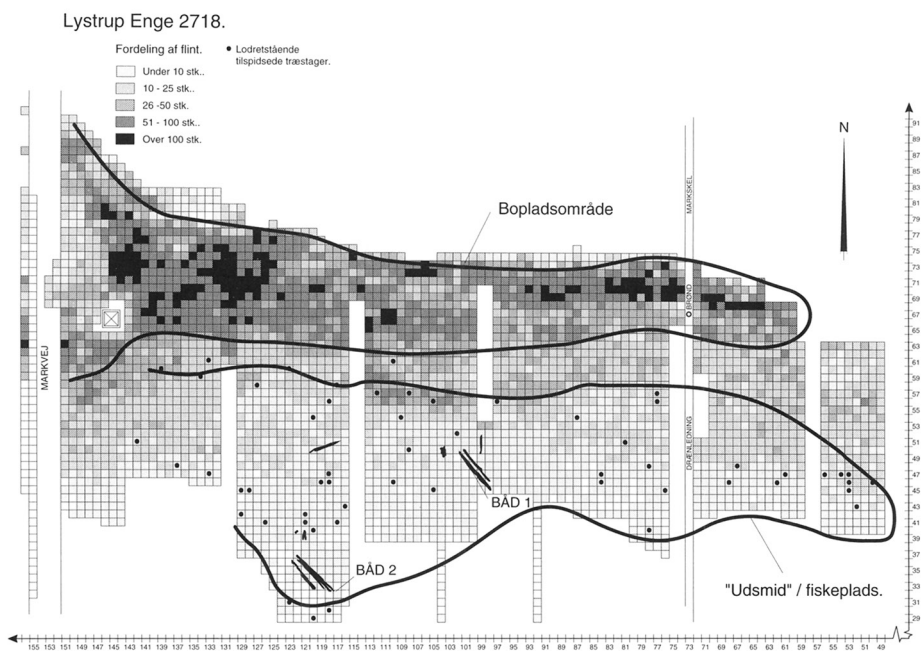 Lystrup Enge 2718.
Fordeling af flint.
Under 10 stk..
10 - 25 stk..
26 -50 stk.
51 - 100 stk..
Over 100 stk.
Lodretstående
tilspidsede træstager.
N
MARKSKEL
Bopladsområde
BRØND
MARKVEJ
DRÆNLEDNING
BÅD 1
BÅD 2
"Udsmid" / fiskeplads.
91
89
87
85
83
81
79
77
75
73
71
69
67
65
63
61
59
57
55
53
51
49
47
45
43
41
39
37
35
33
31
29
155 153 151 149 147 145 143 141 139 137 135 133 131 129 127 125 123 121 119 117 115 113 111 109 107 105 103 101 99 97 95 93 91 89 87 85 83 81 79 77 75 73 71 69 67 65 63 61 59 57 55 53 51 49